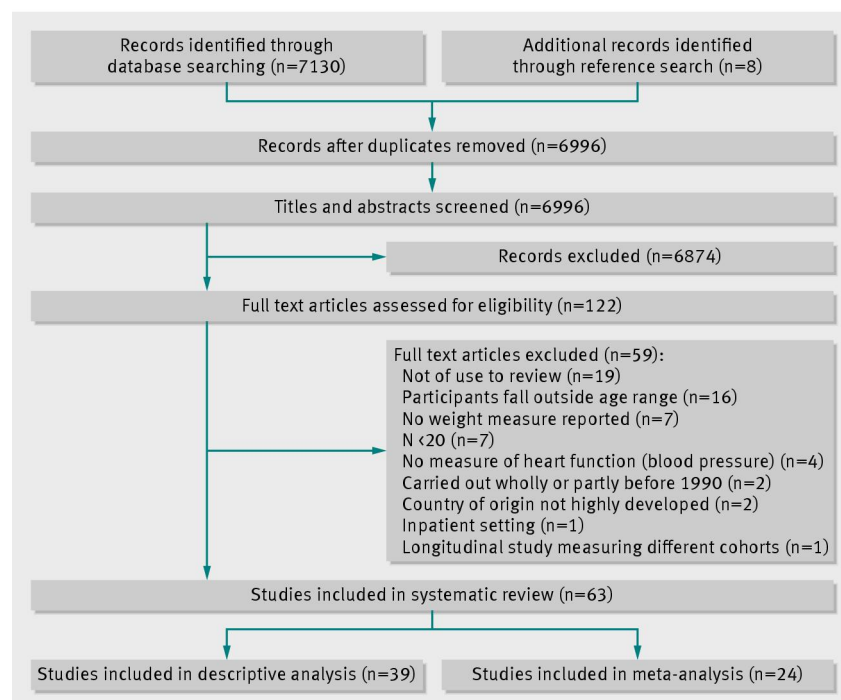 Records identified through
database searching (n=7130)
Additional records identified
through reference search (n=8)
Records after duplicates removed (n=6996)
Titles and abstracts screened (n=6996)
Records excluded (n=6874)
Full text articles assessed for eligibility (n=122)
Full text articles excluded (n=59):
Not of use to review (n=19)
Participants fall outside age range (n=16)
No weight measure reported (n=7)
N <20 (n=7)
No measure of heart function (blood pressure) (n=4)
Carried out wholly or partly before 1990 (n=2)
Country of origin not highly developed (n=2)
Inpatient setting (n=1)
Longitudinal study measuring different cohorts (n=1)
Studies included in systematic review (n=63)
Studies included in descriptive analysis (n=39)
Studies included in meta-analysis (n=24)